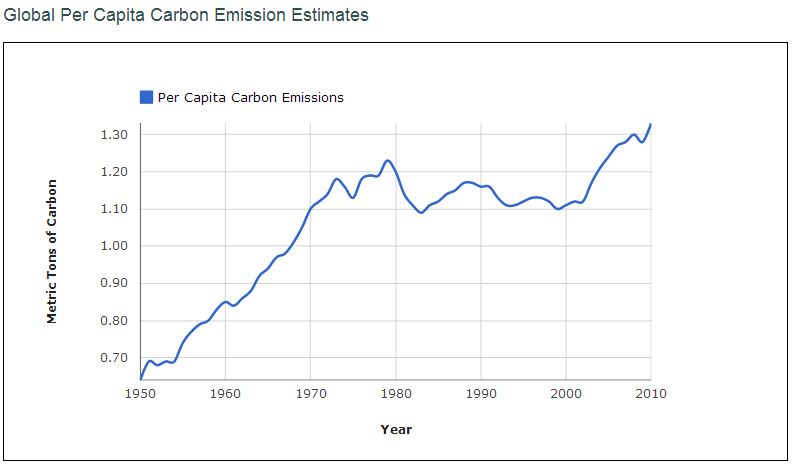 Global Per Capita Carbon Emission Estimates
Per Capita Carbon Emissions
1.30
1.20
1.10
1.00
0.90
0.80
0.70
Metric Tons of Carbon
1950 1960 1970 1980 1990 2000 2010
Year